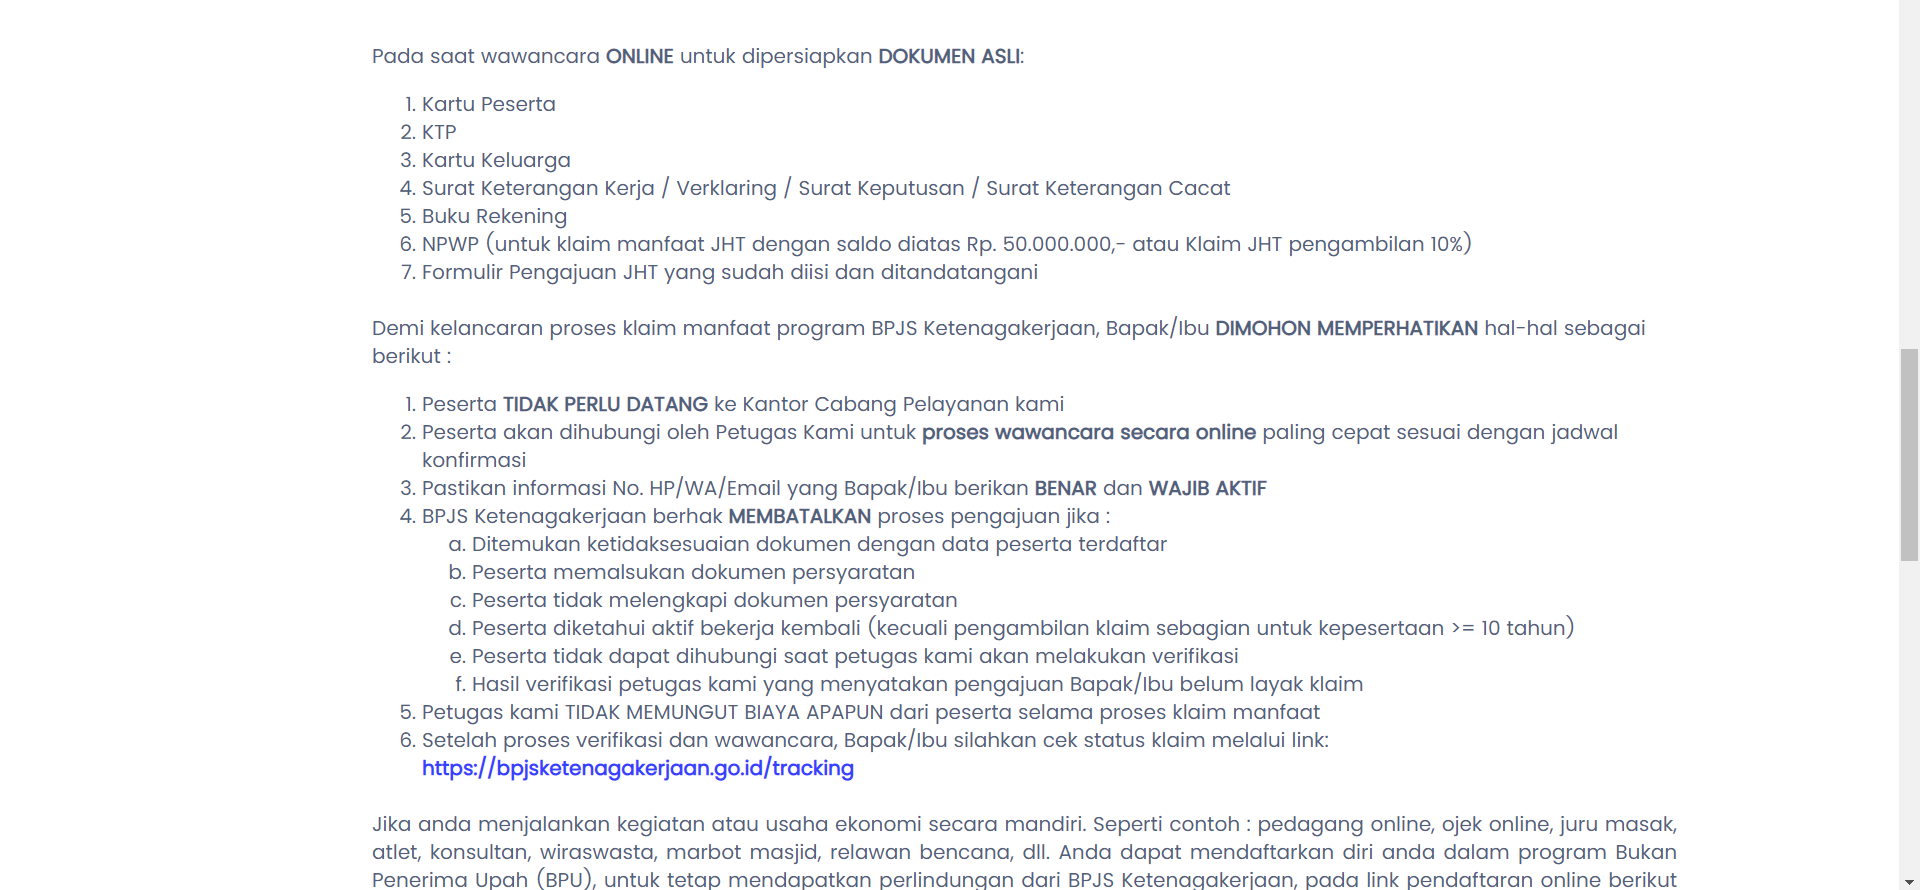 Pada saat wawancara ONLINE untuk dipersiapkan DOKUMEN ASLI:
1. Kartu Peserta
2. KTP
3. Kartu Keluarga
4. Surat Keterangan Kerja / Verklaring / Surat Keputusan / Surat Keterangan Cacat
5. Buku Rekening
6. NPWP (untuk klaim manfaat JHT dengan saldo diatas Rp. 50.000.000,- atau Klaim JHT pengambilan 10%)
7. Formulir Pengajuan JHT yang sudah diisi dan ditandatangani
Demi kelancaran proses klaim manfaat program BPJS Ketenagakerjaan, Bapak/Ibu DIMOHON MEMPERHATIKAN hal-hal sebagai
berikut :
1. Peserta TIDAK PERLU DATANG ke Kantor Cabang Pelayanan kami
2. Peserta akan dihubungi oleh Petugas Kami untuk proses wawancara secara online paling cepat sesuai dengan jadwal
konfirmasi
3. Pastikan informasi No. HP/WA/Email yang Bapak/Ibu berikan BENAR dan WAJIB AKTIF
4. BPJS Ketenagakerjaan berhak MEMBATALKAN proses pengajuan jika :
a. Ditemukan ketidaksesuaian dokumen dengan data peserta terdaftar
b. Peserta memalsukan dokumen persyaratan
c. Peserta tidak melengkapi dokumen persyaratan
d. Peserta diketahui aktif bekerja kembali (kecuali pengambilan klaim sebagian untuk kepesertaan >= 10 tahun)
e. Peserta tidak dapat dihubungi saat petugas kami akan melakukan verifikasi
f. Hasil verifikasi petugas kami yang menyatakan pengajuan Bapak/Ibu belum layak klaim
5. Petugas kami TIDAK MEMUNGUT BIAYA APAPUN dari peserta selama proses klaim manfaat
6. Setelah proses verifikasi dan wawancara, Bapak/Ibu silahkan cek status klaim melalui link:
https://bpjsketenagakerjaan.go.id/tracking
Jika anda menjalankan kegiatan atau usaha ekonomi secara mandiri. Seperti contoh : pedagang online, ojek online, juru masak,
atlet, konsultan, wiraswasta, marbot masjid, relawan bencana, dll. Anda dapat mendaftarkan diri anda dalam program Bukan
Penerima Upah (BPU), untuk tetap mendapatkan perlindungan dari BPJS Ketenagakerjaan, pada link pendaftaran online berikut